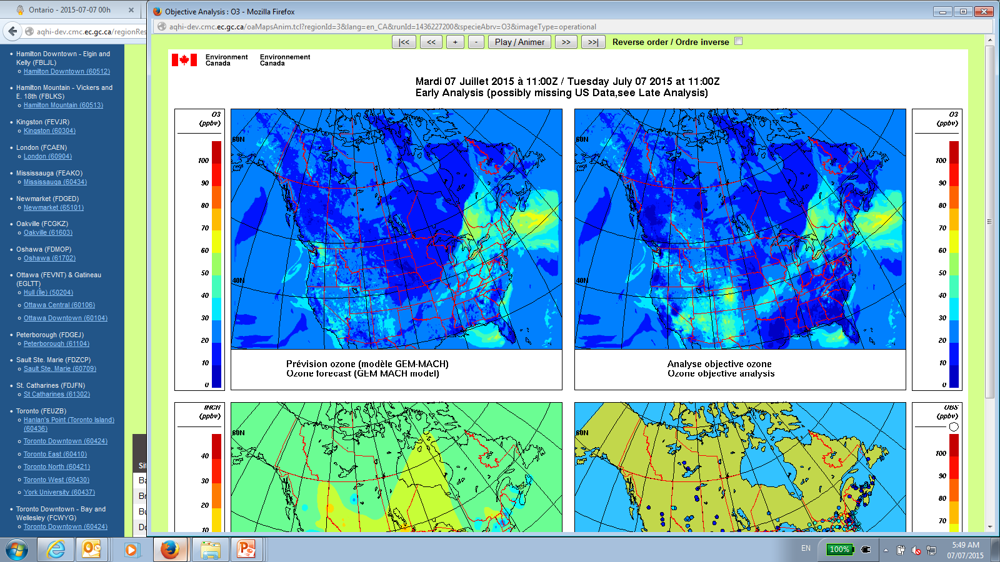 Ontario - 2015-07-07 00h
aqhi-dev.cmc.ec.gc.ca/regionRes
Hamilton Downtown - Elgin and
Kelly (FBLJL)
Hamilton Downtown (60512)
Hamilton Mountain - Vickers and
E. 18th (FBLKS)
Hamilton Mountain (60513)
Kingston (FEVJR)
Kingston (60304)
London (FCAEN)
London (60904)
Mississauga (FEAKO)
Mississauga (60434)
Newmarket (FDGED)
Newmarket (65101)
Oakville (FCGKZ)
Oakville (61603)
Oshawa (FDMOP)
Oshawa (61702)
Ottawa (FEVNT) & Gatineau
(EGLTT)
Hull (Île) (50204)
Ottawa Central (60106)
Ottawa Downtown (60104)
Peterborough (FDGEJ)
Peterborough (61104)
Sault Ste. Marie (FDZCP)
Sault Ste. Marie (60709)
St. Catharines (FDJFN)
St Catharines (61302)
Toronto (FEUZB)
Hanlan's Point (Toronto Island)
(60436)
Toronto Downtown (60424)
Toronto East (60410)
Toronto North (60421)
Toronto West (60430)
York University (60437)
Toronto Downtown - Bay and
Wellesley (FCWYG)
Toronto Downtown (60424)
Sit
Ba
Br
Bu
Do
Objective Analysis : O3 - Mozilla Firefox
aqhi-dev.cmc.ec.gc.ca/oaMapsAnim.tcl?regionId=3&lang=en_CA&runId=1436227200&specieAbrv=O3&imageType=operational
|<< << + - Play / Animer >> >>| Reverse order / Ordre inverse
Environment Environnement
Canada Canada
Mardi 07 Juillet 2015 à 11:00Z / Tuesday July 07 2015 at 11:00Z
Early Analysis (possibly missing US Data,see Late Analysis)
O3
(ppbv)
100
90
80
70
60
50
40
30
20
10
0
60N
40N
Prévision ozone (modèle GEM-MACH)
Ozone forecast (GEM MACH model)
60N
40N
Analyse objective ozone
Ozone objective analysis
O3
(ppbv)
100
90
80
70
60
50
40
30
20
10
0
INCR
(ppbv)
40
30
20
10
60N
60N
OBS
(ppbv)
100
90
80
70
EN
100%
5:49 AM
07/07/2015